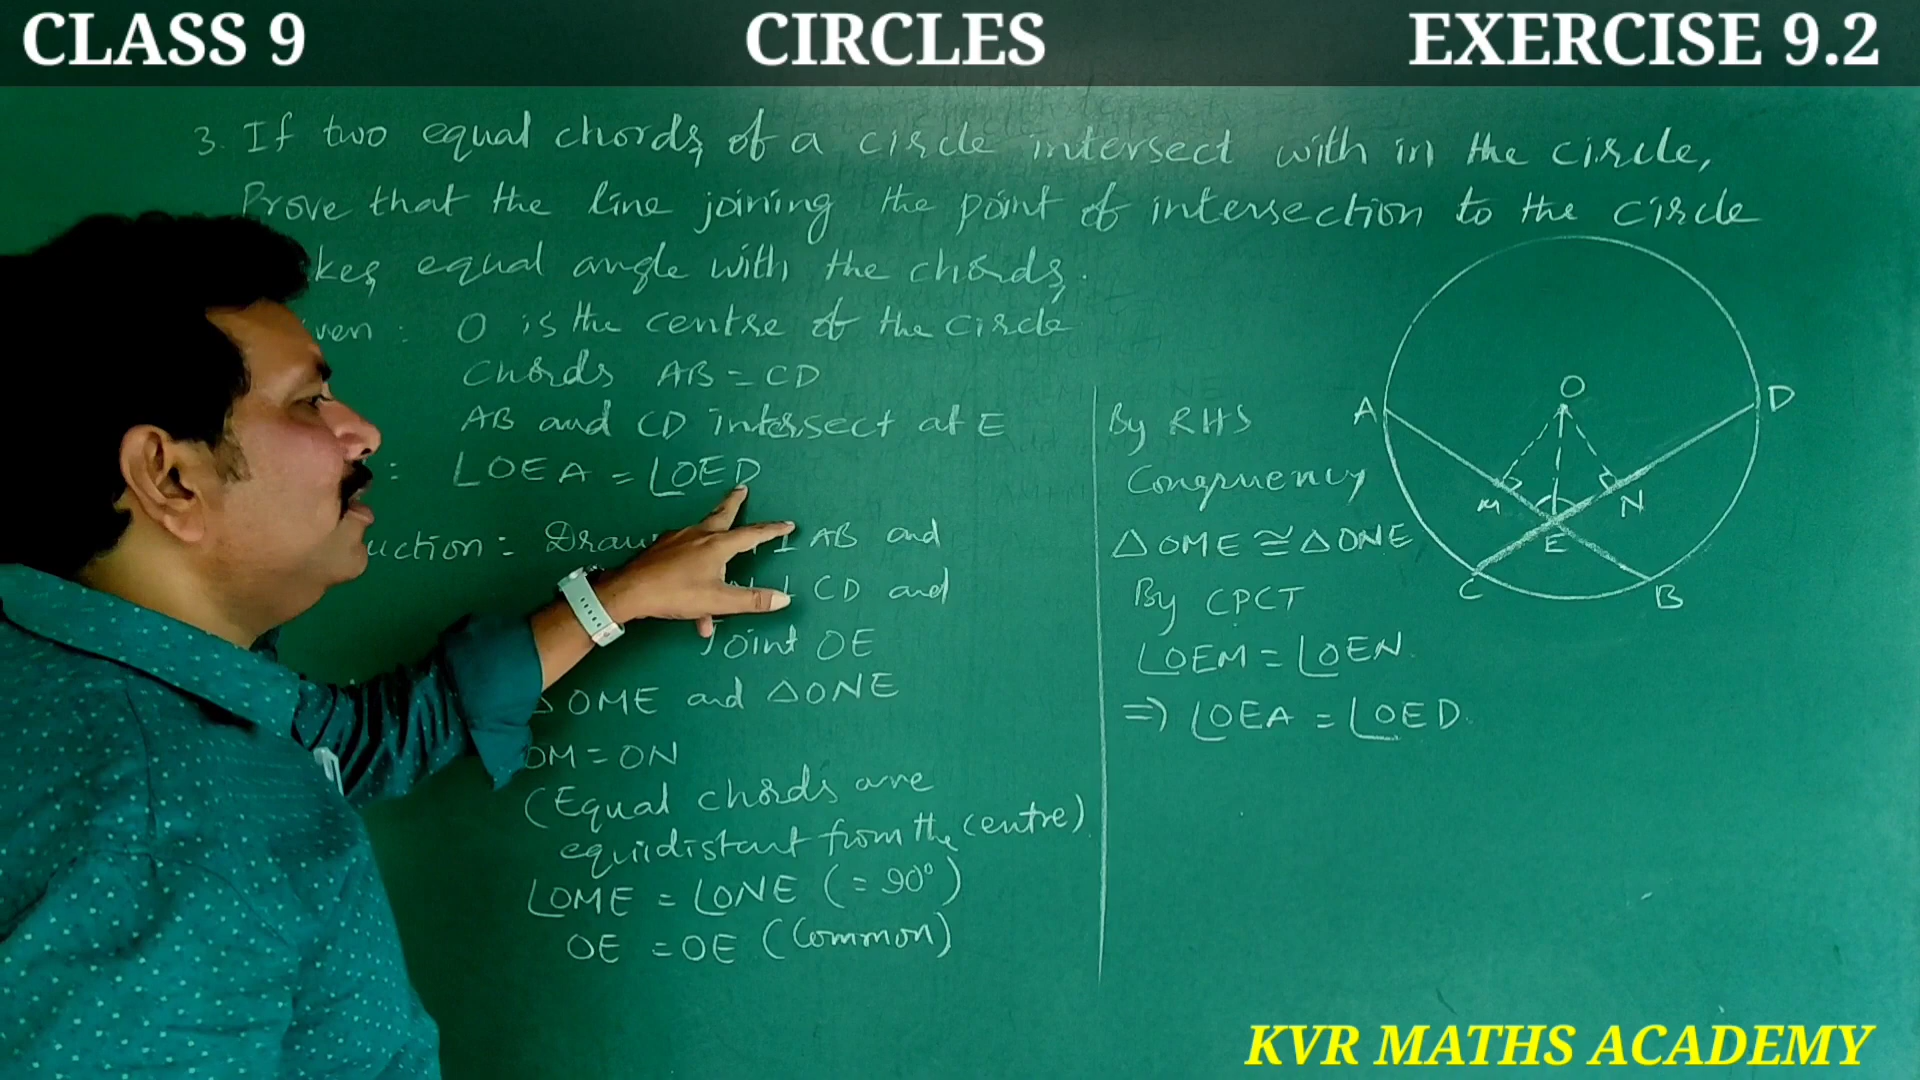 CLASS 9 CIRCLES EXERCISE 9.2
3. If two equal chords of a circle intersect with in the circle,
Prove that the line joining the point of intersection to the circle
kes equal angle with the chords.
ven : O is the centre of the circle
Chords AB = CD
AB and CD intersect at E
: ∠OEA = ∠OED
uction : Draw ⊥ AB and
⊥ CD and
Joint OE
△OME and △ONE
OM = ON
(Equal chords are
equidistant from the centre)
∠OME = ∠ONE (= 90°)
OE = OE (Common)
By RHS
Congruency
△OME ≅ △ONE
By CPCT
∠OEM = ∠OEN
⇒) ∠OEA = ∠OED.
O
A
D
M
N
E
C
B
KVR MATHS ACADEMY